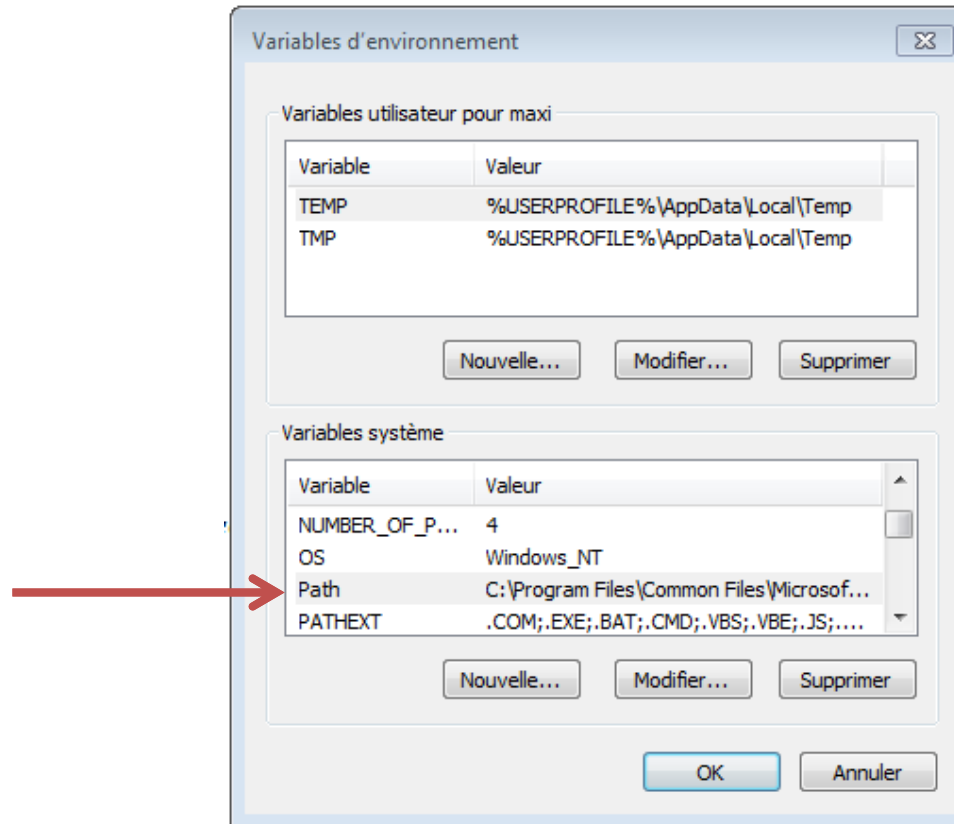 Variables d'environnement
Variables utilisateur pour maxi
Variable Valeur
TEMP %USERPROFILE%\AppData\Local\Temp
TMP %USERPROFILE%\AppData\Local\Temp
Nouvelle... Modifier... Supprimer
Variables système
Variable Valeur
NUMBER_OF_P... 4
OS Windows_NT
Path C:\Program Files\Common Files\Microsof...
PATHEXT .COM;.EXE;.BAT;.CMD;.VBS;.VBE;.JS;....
Nouvelle... Modifier... Supprimer
OK Annuler